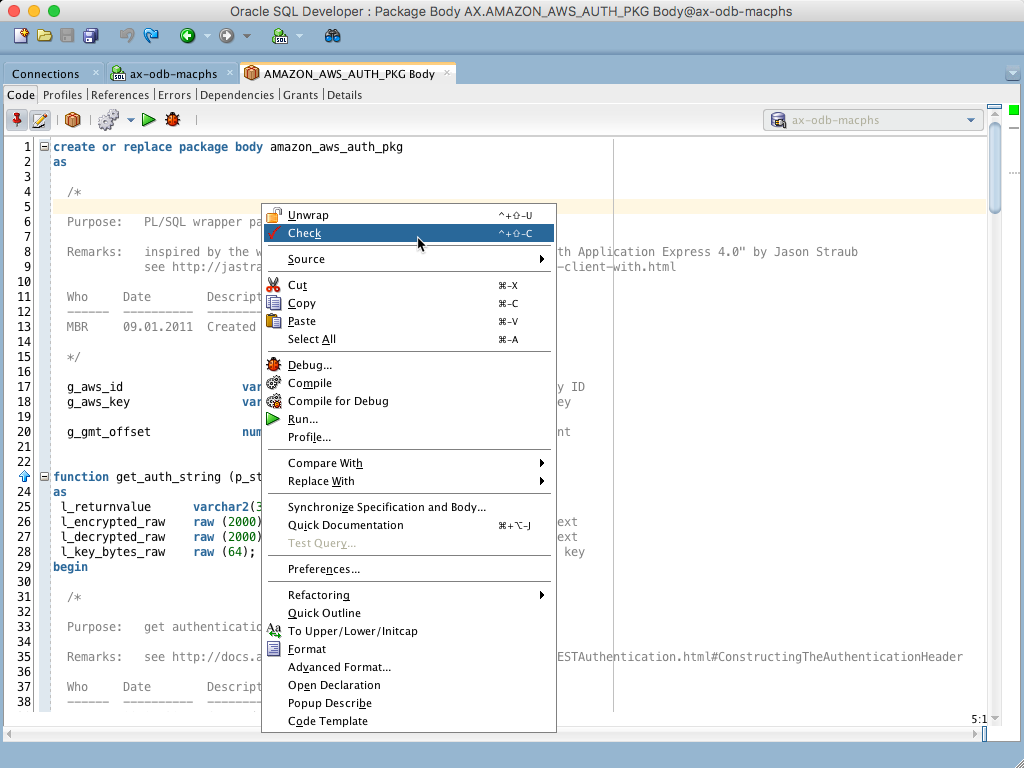 Oracle SQL Developer : Package Body AX.AMAZON_AWS_AUTH_PKG Body@ax-odb-macphs
Connections
ax-odb-macphs
AMAZON_AWS_AUTH_PKG Body
Code Profiles References Errors Dependencies Grants Details
ax-odb-macphs
1 create or replace package body amazon_aws_auth_pkg
2 as
3
4 /*
5
6 Purpose: PL/SQL wrapper pa
7
8 Remarks: inspired by the w th Application Express 4.0" by Jason Straub
9 see http://jastra -client-with.html
10
11 Who Date Descript
12 ------ ---------- -------
13 MBR 09.01.2011 Created
14
15 */
16
17 g_aws_id var y ID
18 g_aws_key var ey
19
20 g_gmt_offset num nt
21
22
function get_auth_string (p_st
24 as
25 l_returnvalue varchar2(3
26 l_encrypted_raw raw (2000) ext
27 l_decrypted_raw raw (2000) ext
28 l_key_bytes_raw raw (64); key
29 begin
30
31 /*
32
33 Purpose: get authenticatio
34
35 Remarks: see http://docs.a ESTAuthentication.html#ConstructingTheAuthenticationHeader
36
37 Who Date Descript
38 ------ ---------- -------
Unwrap ^+⇧-U
Check ^+⇧-C
Source
Cut ⌘-X
Copy ⌘-C
Paste ⌘-V
Select All ⌘-A
Debug...
Compile
Compile for Debug
Run...
Profile...
Compare With
Replace With
Synchronize Specification and Body...
Quick Documentation ⌘+⌥-J
Test Query...
Preferences...
Refactoring
Quick Outline
To Upper/Lower/Initcap
Format
Advanced Format...
Open Declaration
Popup Describe
Code Template
5:1